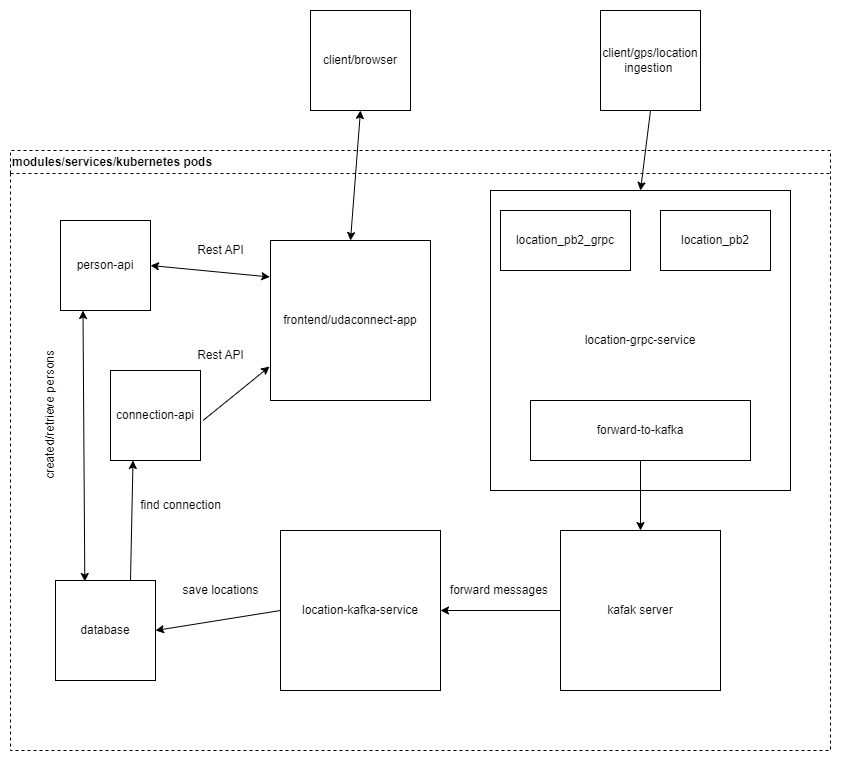 client/browser
client/gps/location
ingestion
modules/services/kubernetes pods
location_pb2_grpc
location_pb2
person-api
Rest API
frontend/udaconnect-app
location-grpc-service
Rest API
connection-api
created/retrieve persons
forward-to-kafka
find connection
save locations
forward messages
database
location-kafka-service
kafak server